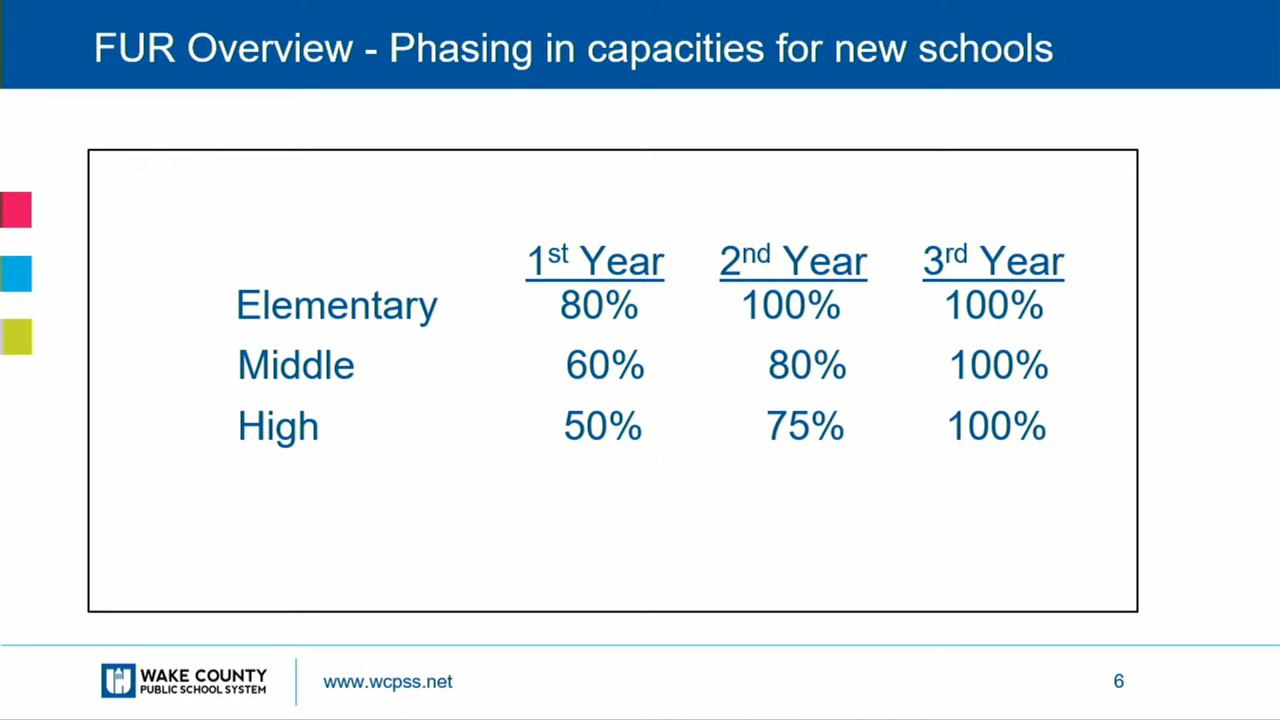 FUR Overview - Phasing in capacities for new schools
1st Year 2nd Year 3rd Year
Elementary 80% 100% 100%
Middle 60% 80% 100%
High 50% 75% 100%
WAKE COUNTY
PUBLIC SCHOOL SYSTEM
www.wcpss.net
6